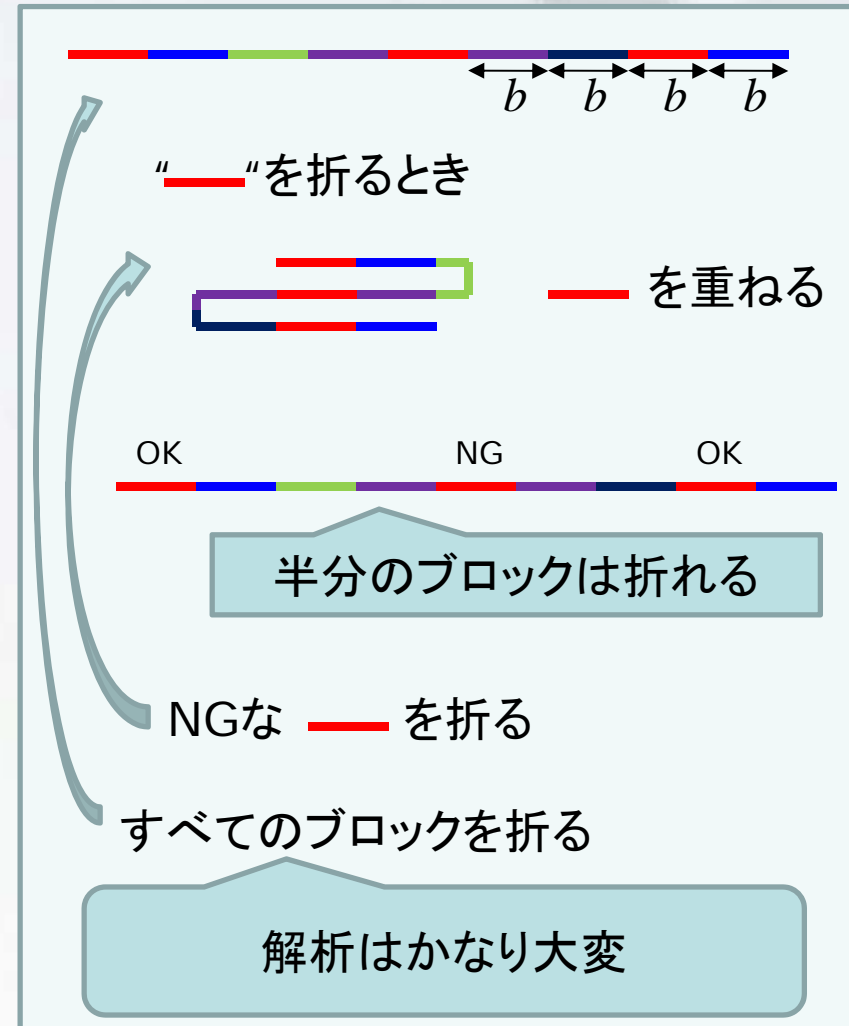 b b b b
“ “を折るとき
を重ねる
OK NG OK
半分のブロックは折れる
NGな を折る
すべてのブロックを折る
解析はかなり大変